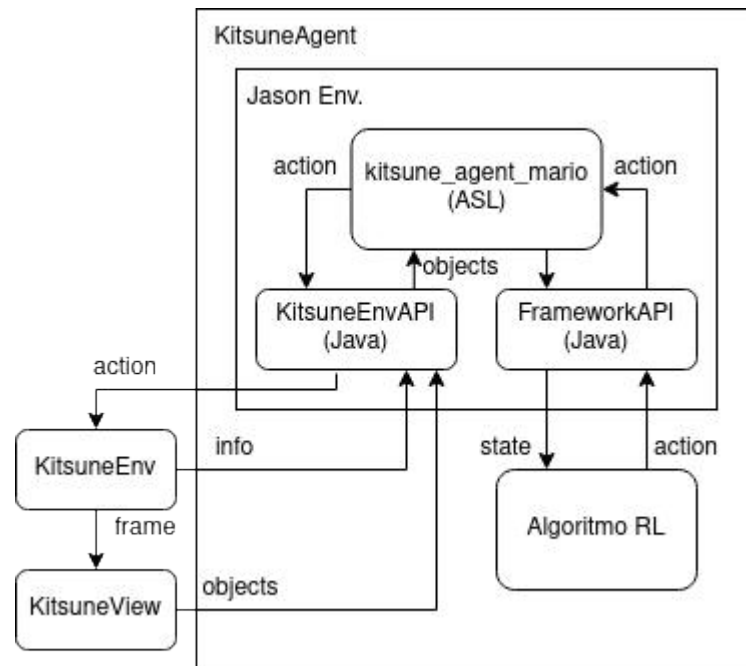 KitsuneAgent
Jason Env.
action
kitsune_agent_mario
(ASL)
action
objects
KitsuneEnvAPI
(Java)
FrameworkAPI
(Java)
action
KitsuneEnv
info
state
action
frame
Algoritmo RL
KitsuneView
objects